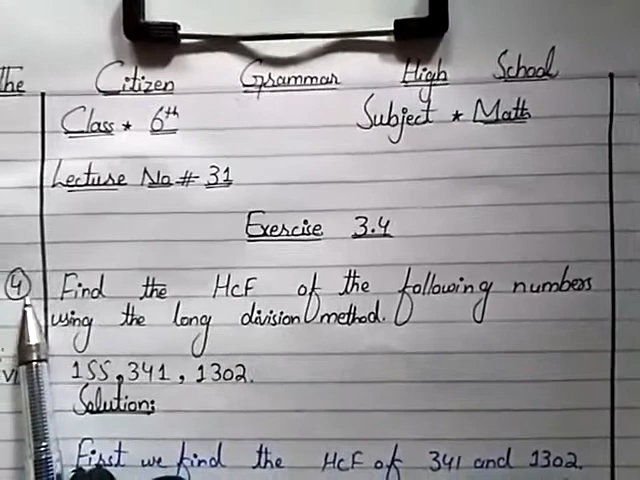 The Citizen Grammar High School
Class * 6th Subject * Math
Lecture No # 31
Exercise 3.4
4 Find the HCF of the following numbers
using the long division method.
155, 341, 1302.
Solution:
First we find the HCF of 341 and 1302.